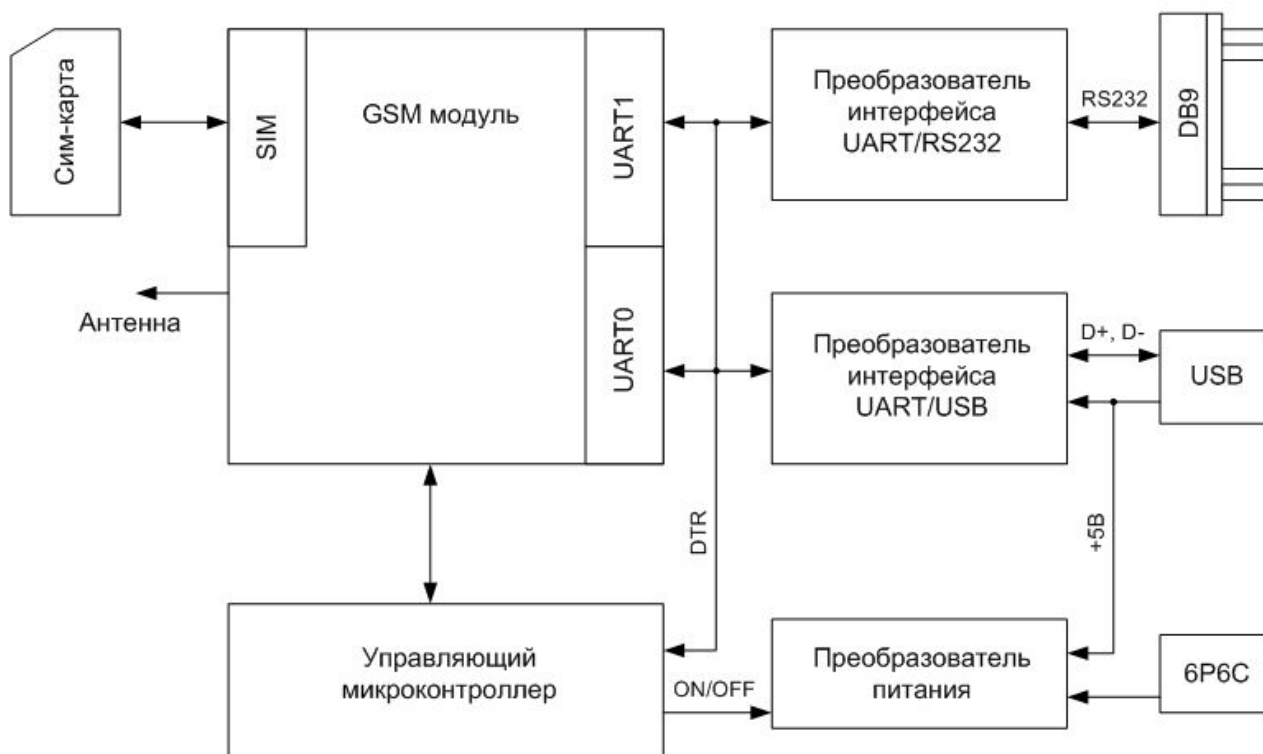 Сим-карта
SIM
GSM модуль
UART1
Преобразователь
интерфейса
UART/RS232
RS232
DB9
Антенна
UART0
Преобразователь
интерфейса
UART/USB
D+, D-
USB
DTR
+5В
Управляющий
микроконтроллер
ON/OFF
Преобразователь
питания
6P6C